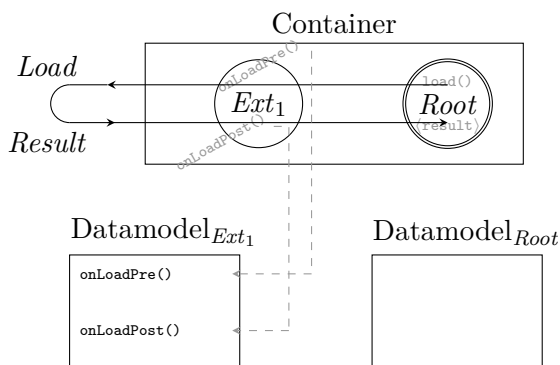 Container
Load
onLoadPre()
load()
Ext1
Root
Result
onLoadPost()
(result)
DatamodelExt1
DatamodelRoot
onLoadPre()
onLoadPost()